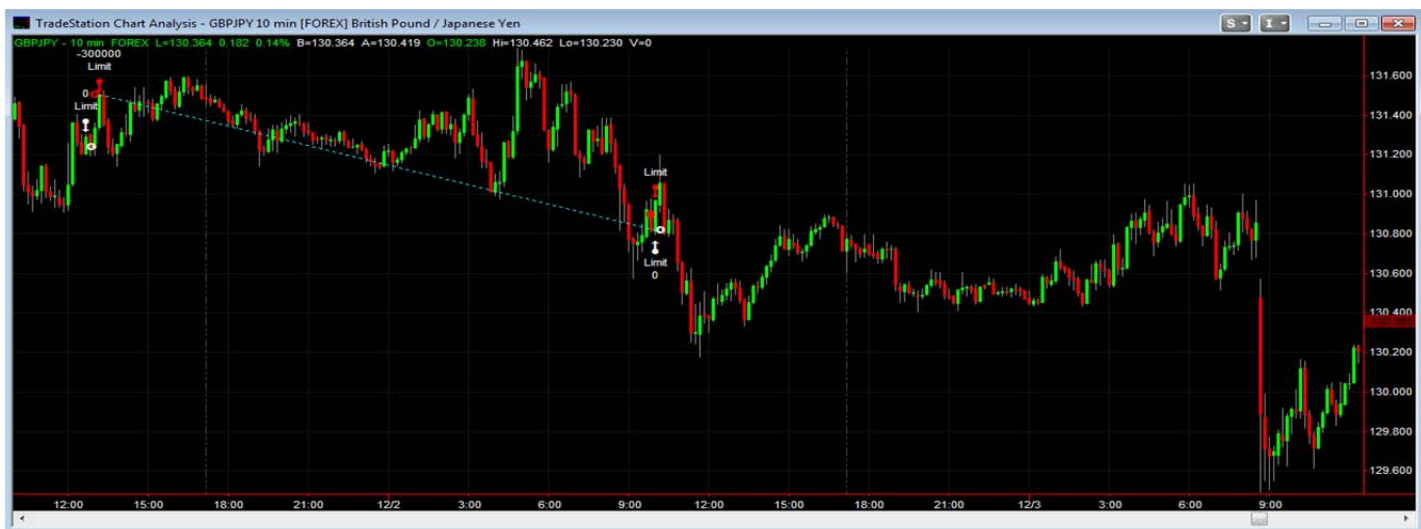 TradeStation Chart Analysis - GBPJPY 10 min [FOREX] British Pound / Japanese Yen
S I
GBPJPY - 10 min FOREX L=130.364 0.182 0.14% B=130.364 A=130.419 O=130.238 Hi=130.462 Lo=130.230 V=0
-300000
Limit
0
Limit
Limit
Limit
0
131.600
131.400
131.200
131.000
130.800
130.600
130.400
130.200
130.000
129.800
129.600
12:00 15:00 18:00 21:00 12/2 3:00 6:00 9:00 12:00 15:00 18:00 21:00 12/3 3:00 6:00 9:00